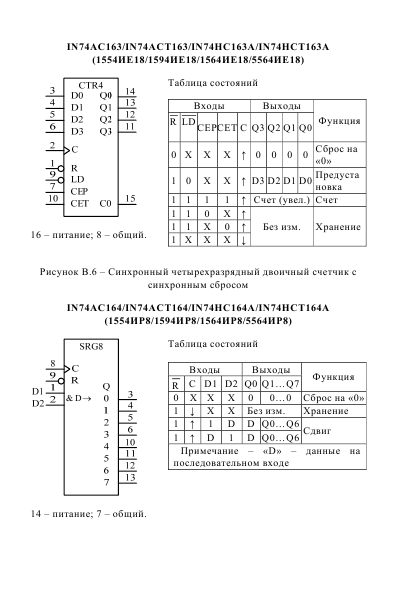 IN74AC163/IN74ACT163/IN74HC163A/IN74HCT163A
(1554ИЕ18/1594ИЕ18/1564ИЕ18/5564ИЕ18)
CTR4
3 D0 Q0 14
4 D1 Q1 13
5 D2 Q2 12
6 D3 Q3 11
2 C
1 R
9 LD
7 CEP
10 CET C0 15
16 – питание; 8 – общий.
Таблица состояний
Входы Выходы Функция
R LD CEP CET C Q3 Q2 Q1 Q0
0 X X X ↑ 0 0 0 0 Сброс на «0»
1 0 X X ↑ D3 D2 D1 D0 Предуста новка
1 1 1 1 ↑ Счет (увел.) Счет
1 1 0 X ↑ Без изм. Хранение
1 1 X 0 ↑
1 X X X ↓
Рисунок В.6 – Синхронный четырехразрядный двоичный счетчик с
синхронным сбросом
IN74AC164/IN74ACT164/IN74HC164A/IN74HCT164A
(1554ИР8/1594ИР8/1564ИР8/5564ИР8)
SRG8
8 C
9 R
D1 1
D2 2 & D→
Q
0 3
1 4
2 5
3 6
4 10
5 11
6 12
7 13
14 – питание; 7 – общий.
Таблица состояний
Входы Выходы Функция
R C D1 D2 Q0 Q1…Q7
0 X X X 0 0…0 Сброс на «0»
1 ↓ X X Без изм. Хранение
1 ↑ 1 D D Q0…Q6 Сдвиг
1 ↑ D 1 D Q0…Q6
Примечание – «D» – данные на
последовательном входе